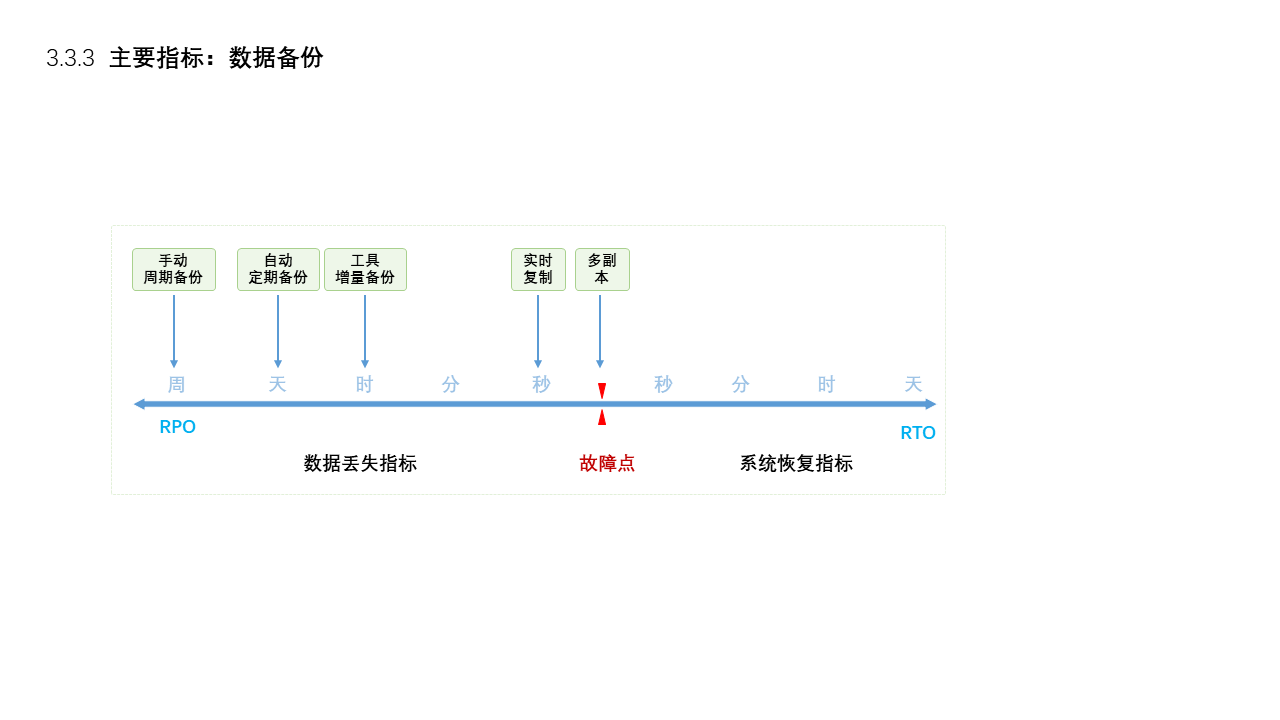 3.3.3 主要指标：数据备份
手动
周期备份
自动
定期备份
工具
增量备份
实时
复制
多副
本
周 天 时 分 秒 秒 分 时 天
RPO
RTO
数据丢失指标 故障点 系统恢复指标